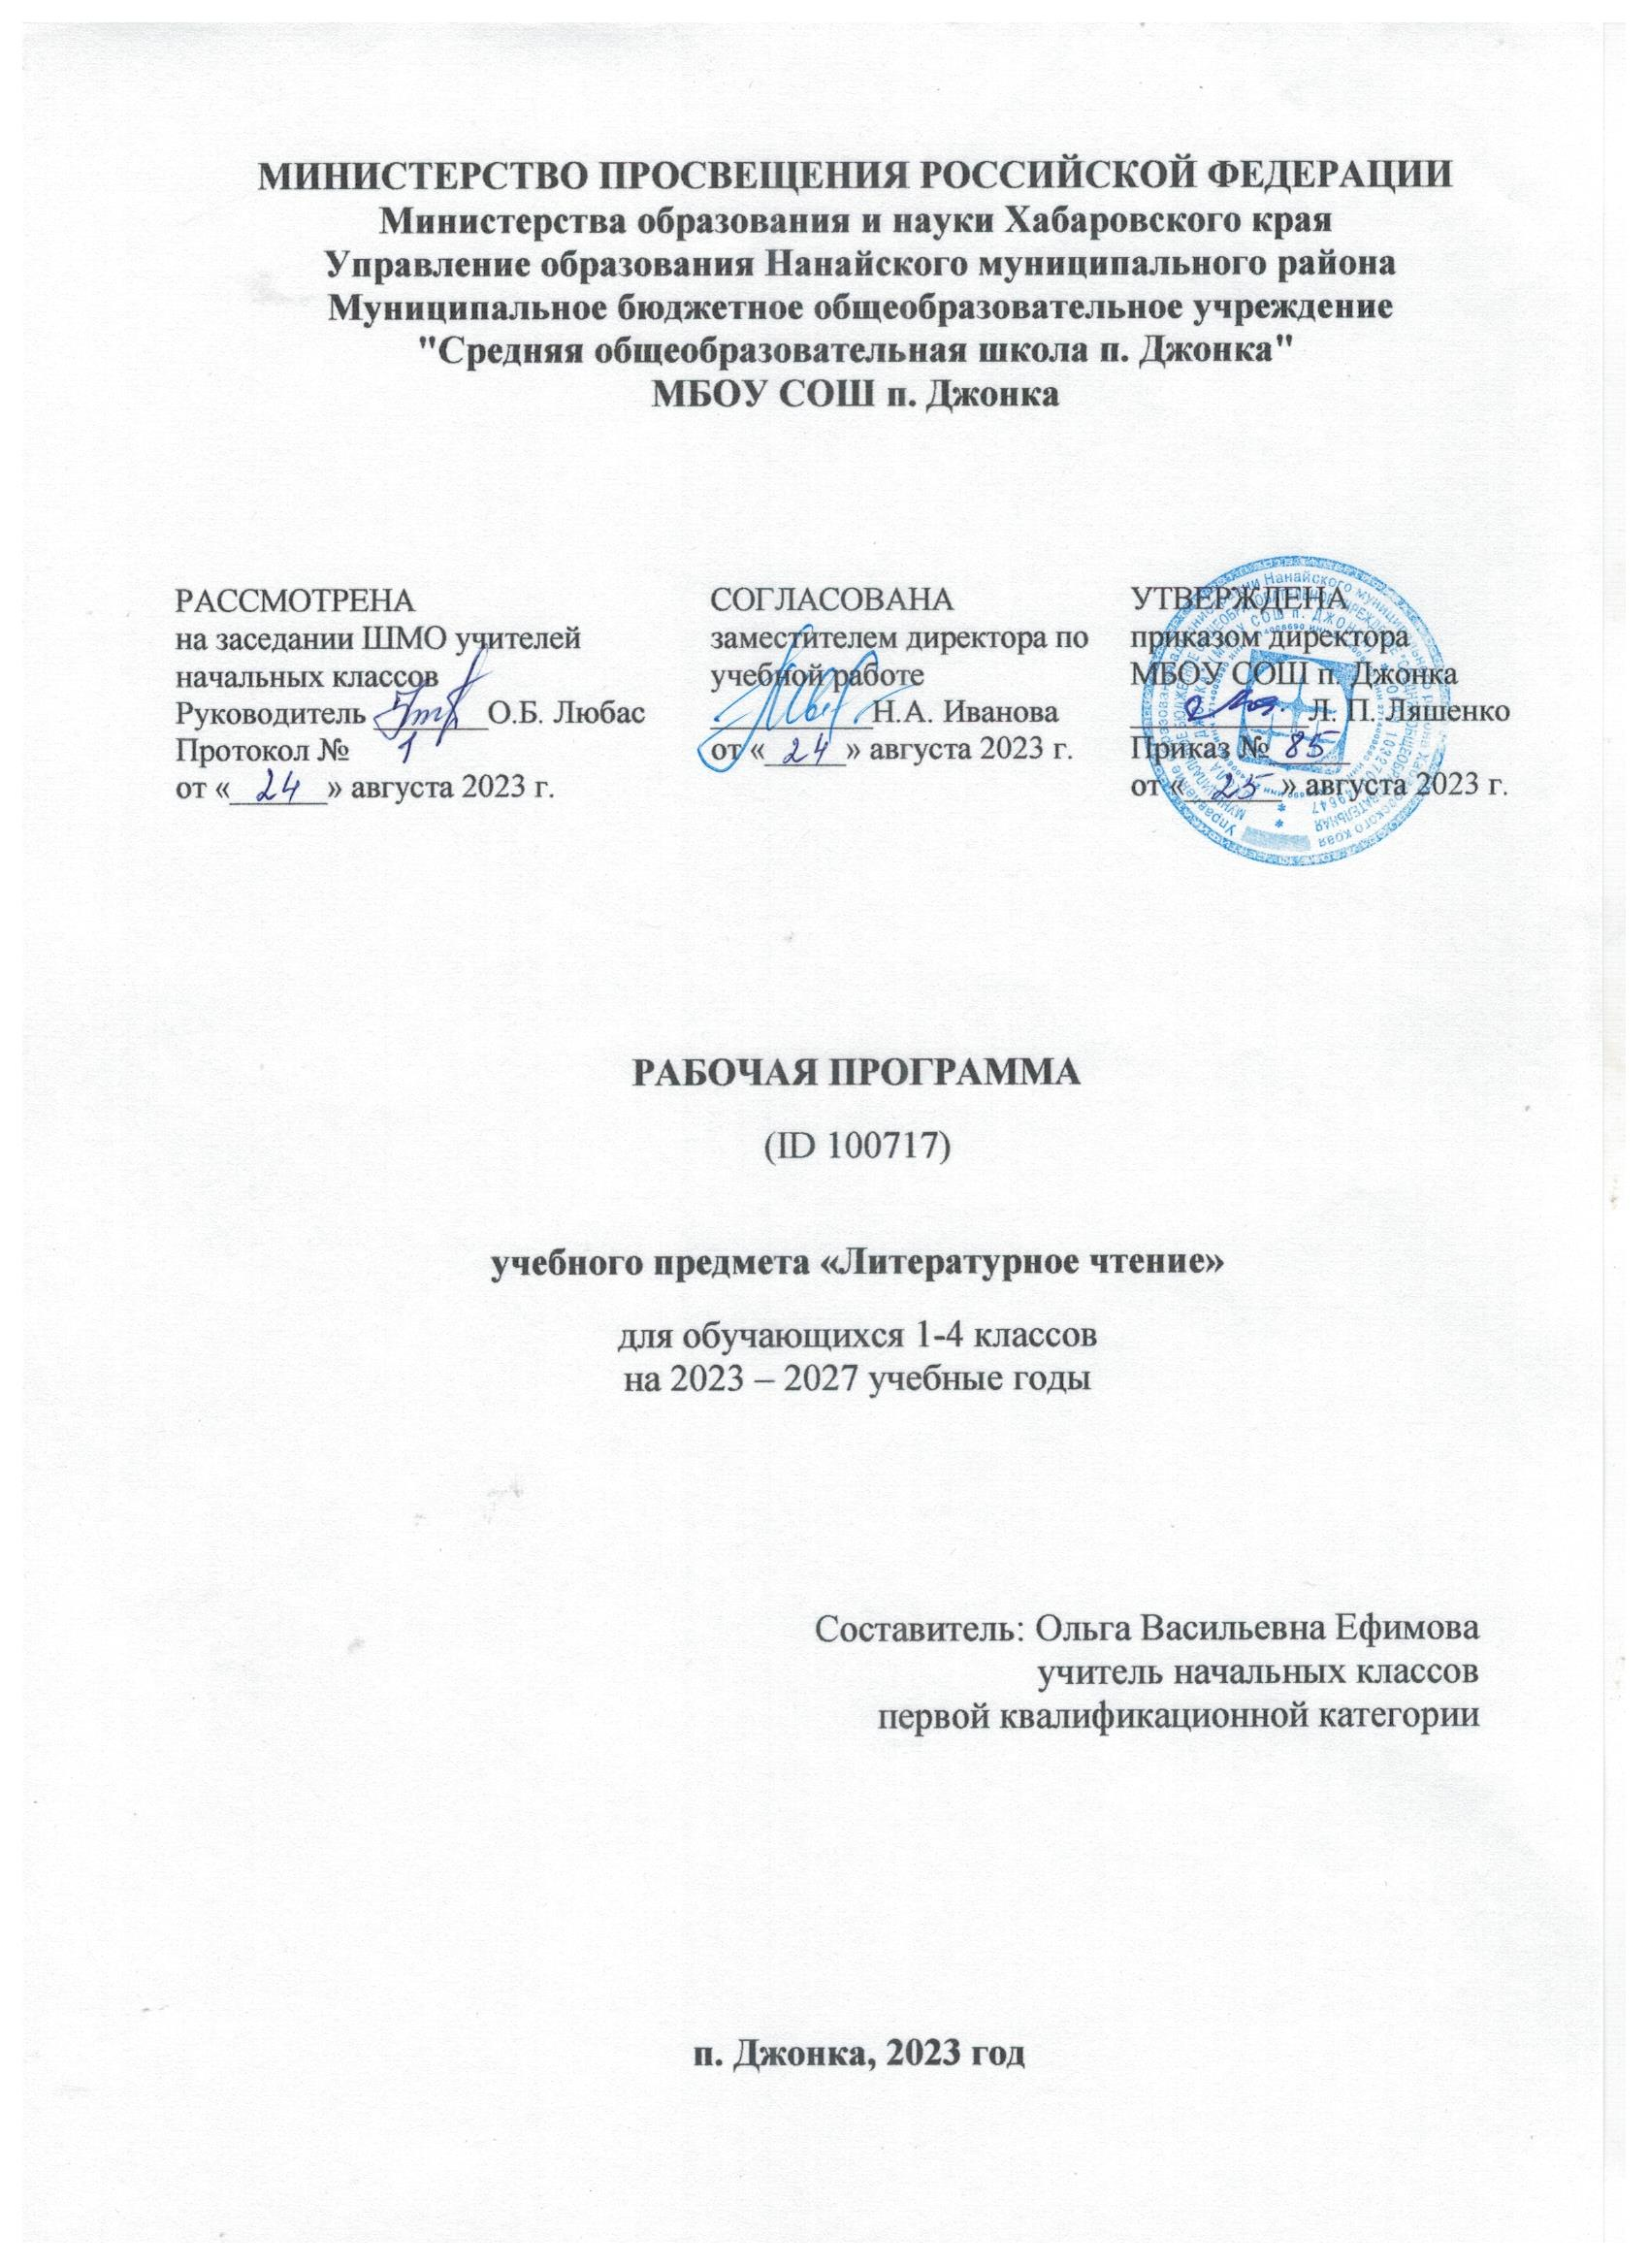 МИНИСТЕРСТВО ПРОСВЕЩЕНИЯ РОССИЙСКОЙ ФЕДЕРАЦИИ
Министерства образования и науки Хабаровского края
Управление образования Нанайского муниципального района
Муниципальное бюджетное общеобразовательное учреждение
"Средняя общеобразовательная школа п. Джонка"
МБОУ СОШ п. Джонка
РАССМОТРЕНА
на заседании ШМО учителей
начальных классов
Руководитель _______О.Б. Любас
Протокол № 1
от «24» августа 2023 г.
СОГЛАСОВАНА
заместителем директора по
учебной работе
__________Н.А. Иванова
от «24» августа 2023 г.
УТВЕРЖДЕНА
приказом директора
МБОУ СОШ п. Джонка
___________Л. П. Ляшенко
Приказ № 85
от «25» августа 2023 г.
РАБОЧАЯ ПРОГРАММА
(ID 100717)
учебного предмета «Литературное чтение»
для обучающихся 1-4 классов
на 2023 – 2027 учебные годы
Составитель: Ольга Васильевна Ефимова
учитель начальных классов
первой квалификационной категории
п. Джонка, 2023 год